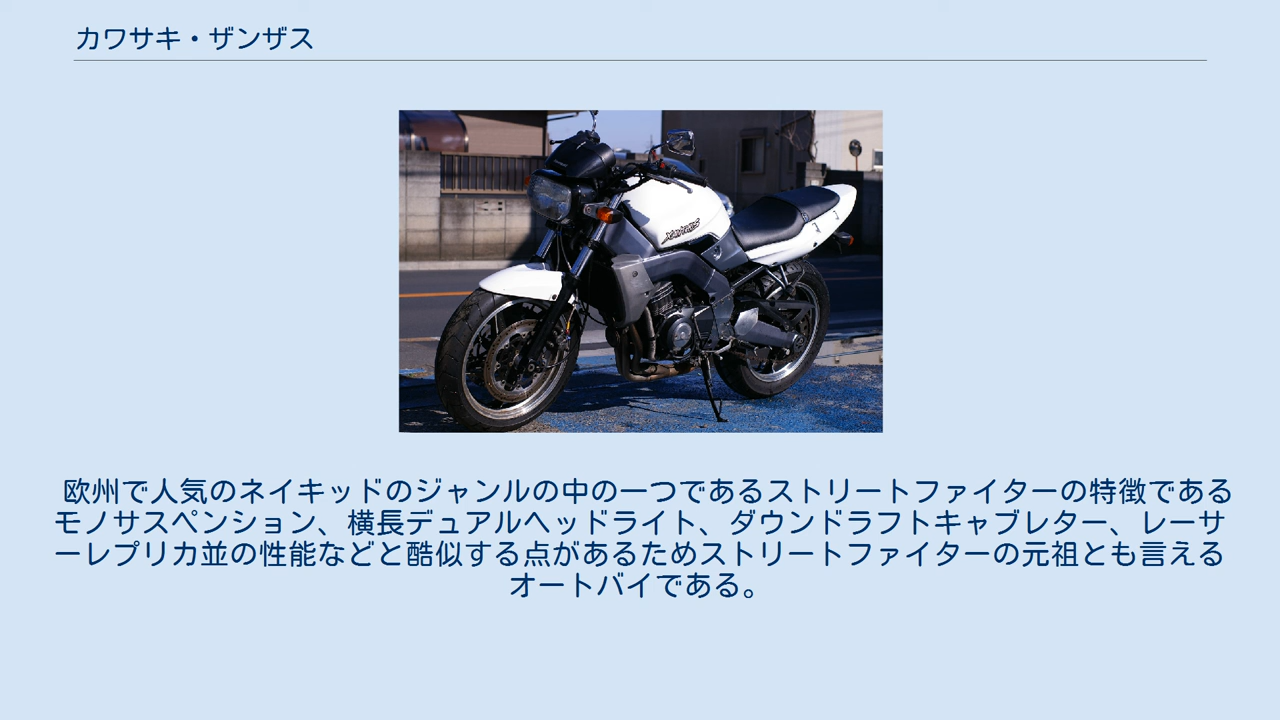 カワサキ・ザンザス
XANTHUS
欧州で人気のネイキッドのジャンルの中の一つであるストリートファイターの特徴である
モノサスペンション、横長デュアルヘッドライト、ダウンドラフトキャブレター、レーサ
ーレプリカ並の性能などと酷似する点があるためストリートファイターの元祖とも言える
オートバイである。